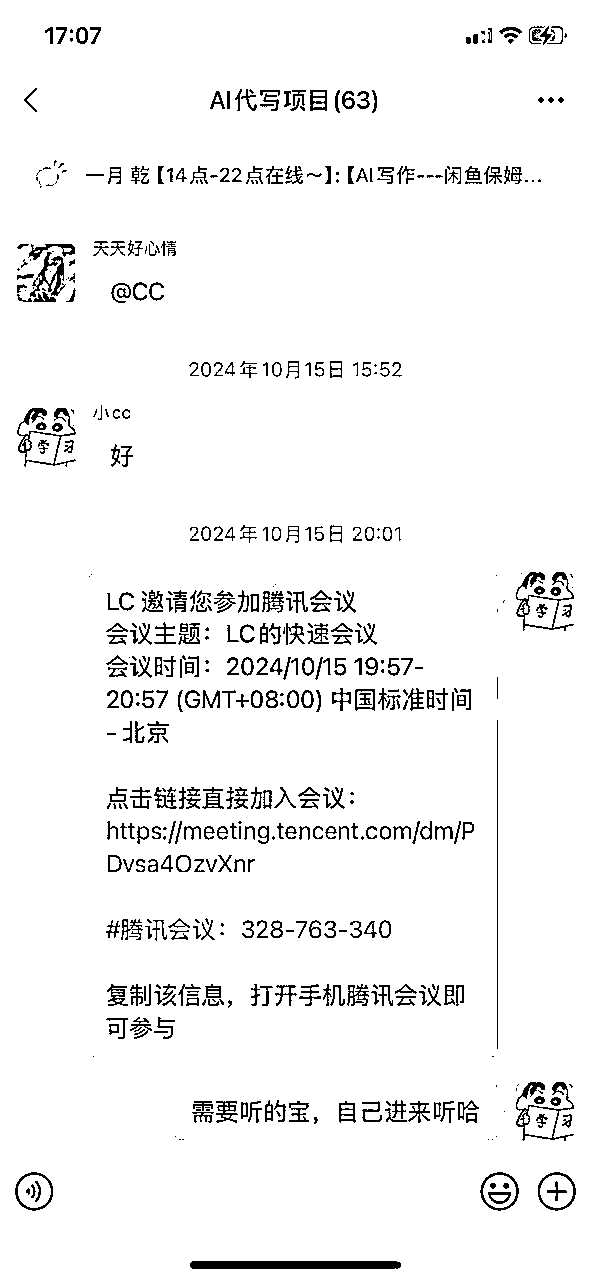 17:07
AI代写项目(63)
一月 乾【14点-22点在线～】:【AI写作---闲鱼保姆...
天天好心情
@CC
2024年10月15日 15:52
小cc
学习
好
2024年10月15日 20:01
学习
LC 邀请您参加腾讯会议
会议主题：LC的快速会议
会议时间：2024/10/15 19:57-
20:57 (GMT+08:00) 中国标准时间
- 北京
点击链接直接加入会议：
https://meeting.tencent.com/dm/P
Dvsa4OzvXnr
#腾讯会议：328-763-340
复制该信息，打开手机腾讯会议即
可参与
需要听的宝，自己进来听哈
学习